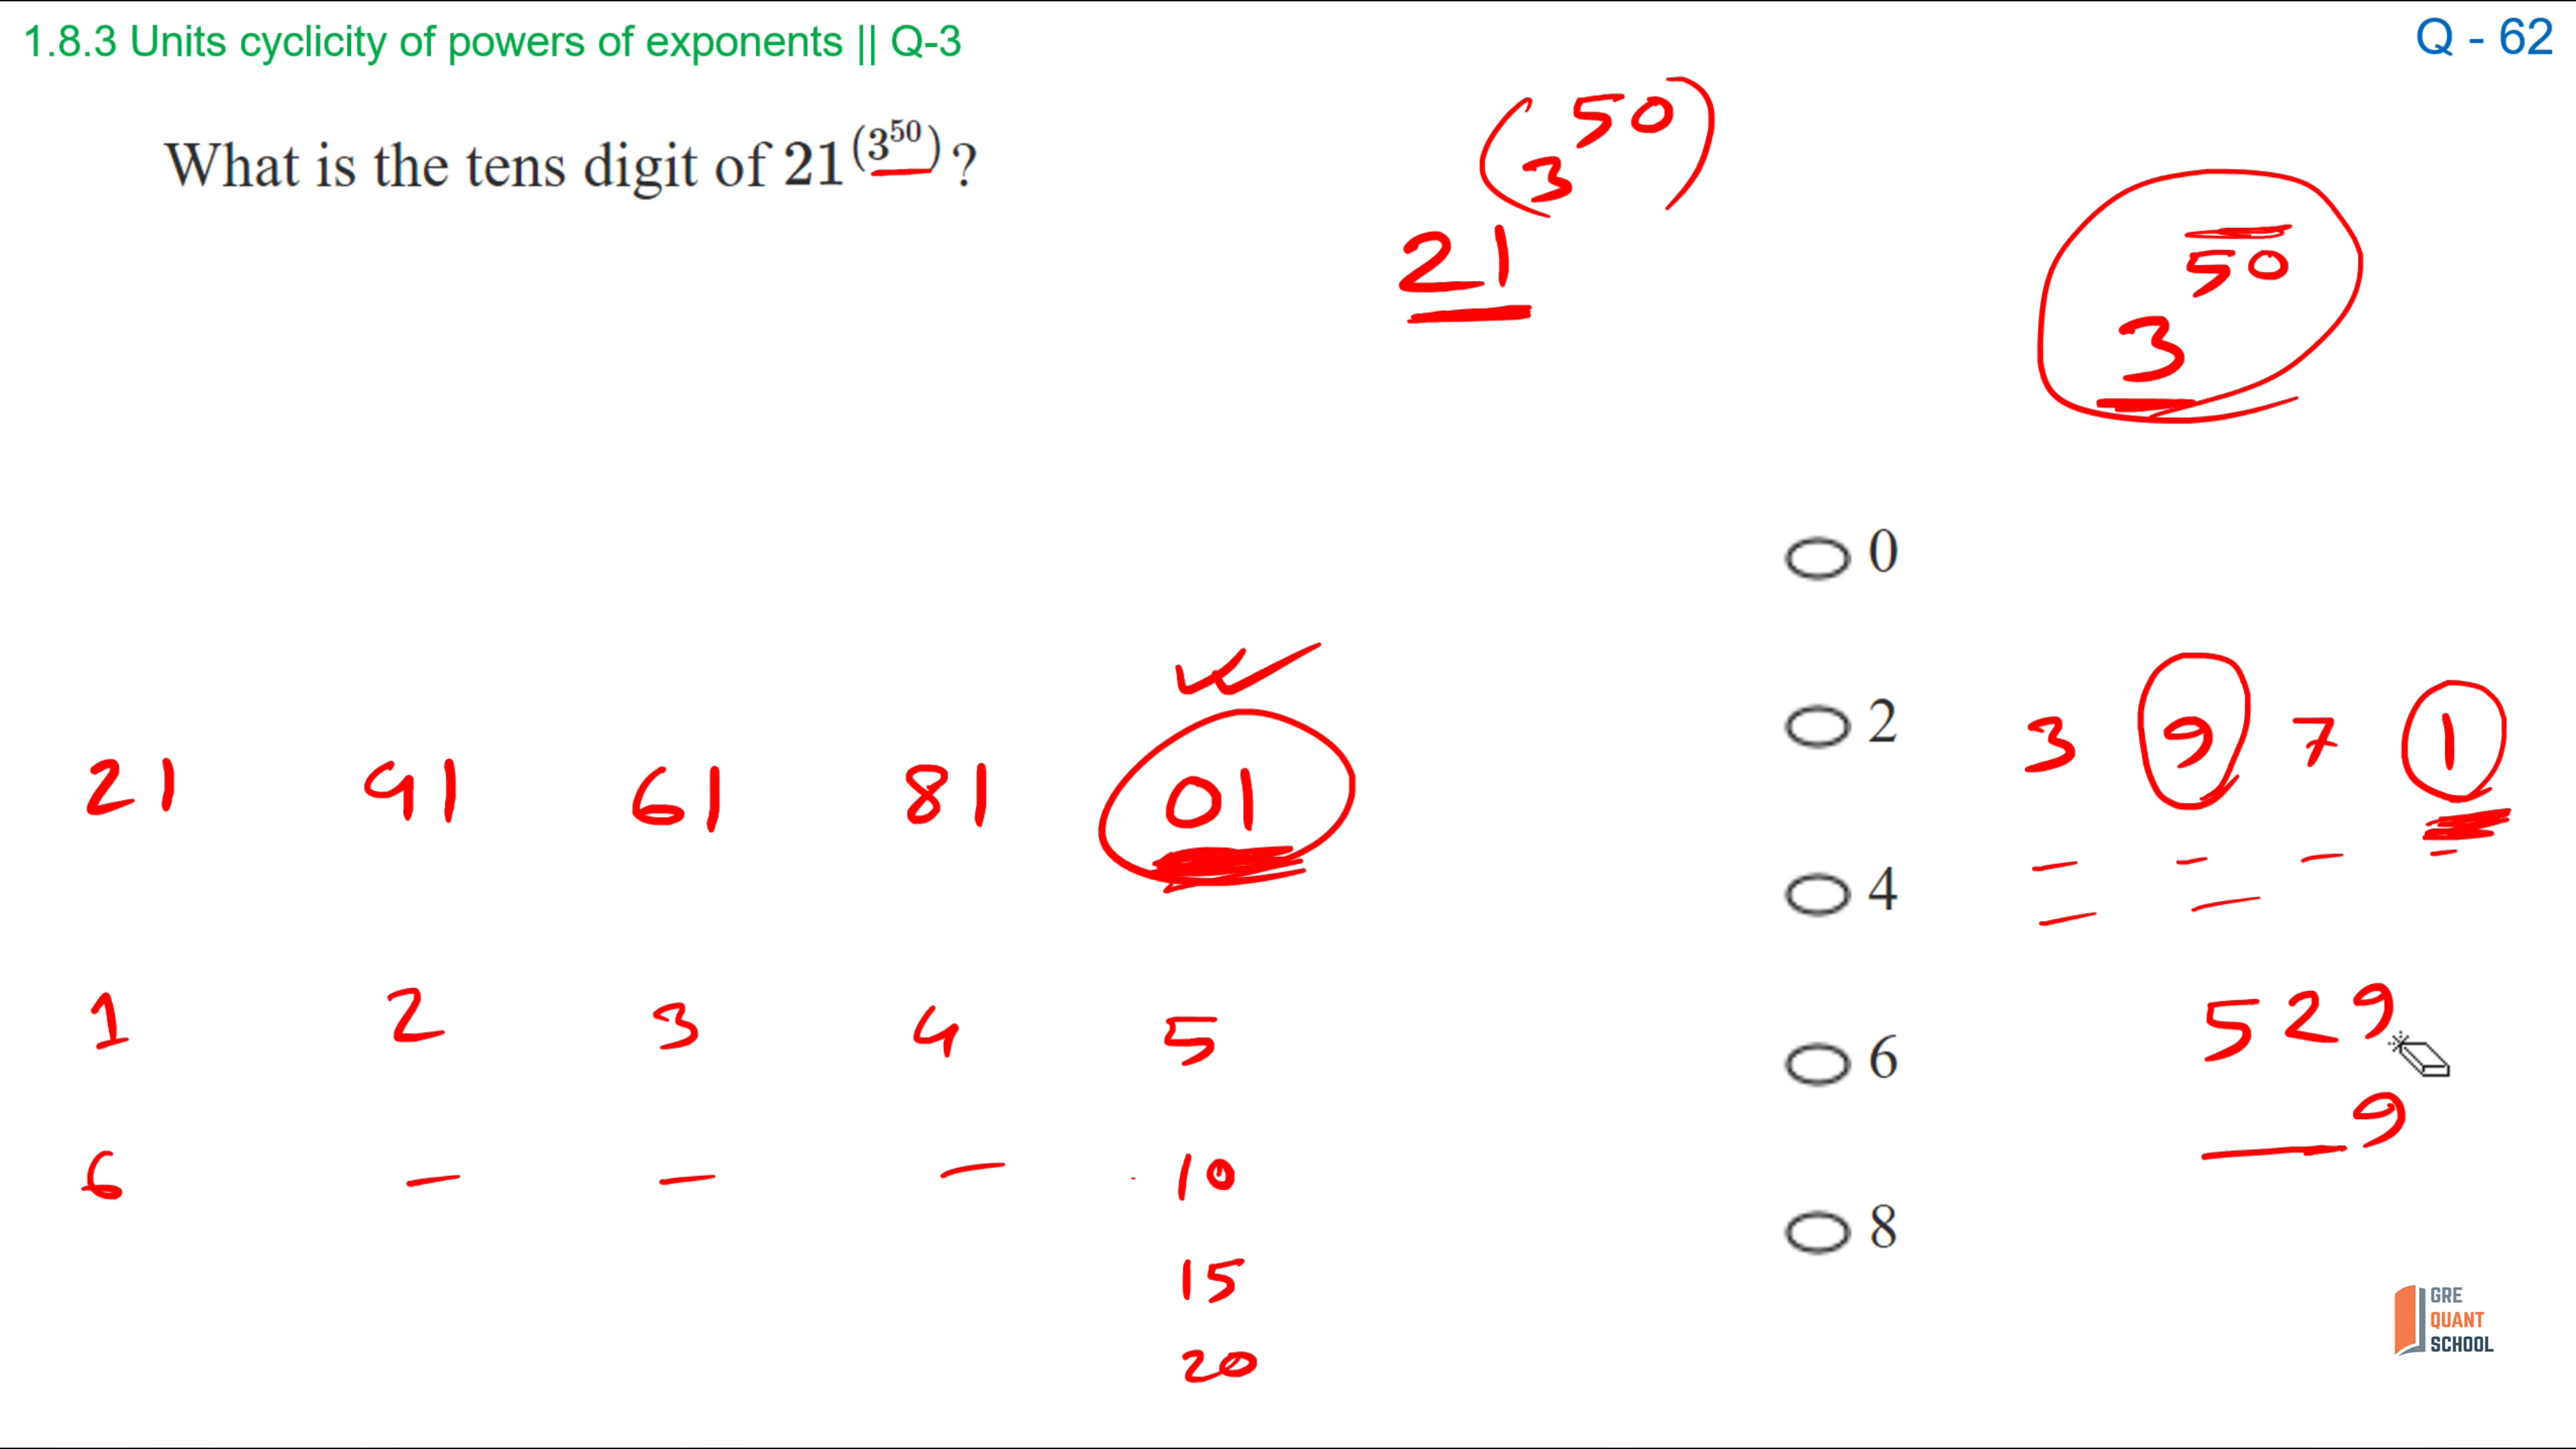 1.8.3 Units cyclicity of powers of exponents || Q-3
Q - 62
What is the tens digit of 21^(3^50)?
21^(3^50)
3^50
0
2
4
6
8
21 41 61 81 01
1 2 3 4 5
6 – – – 10
15
20
3 9 7 1
529
9
GRE
QUANT
SCHOOL